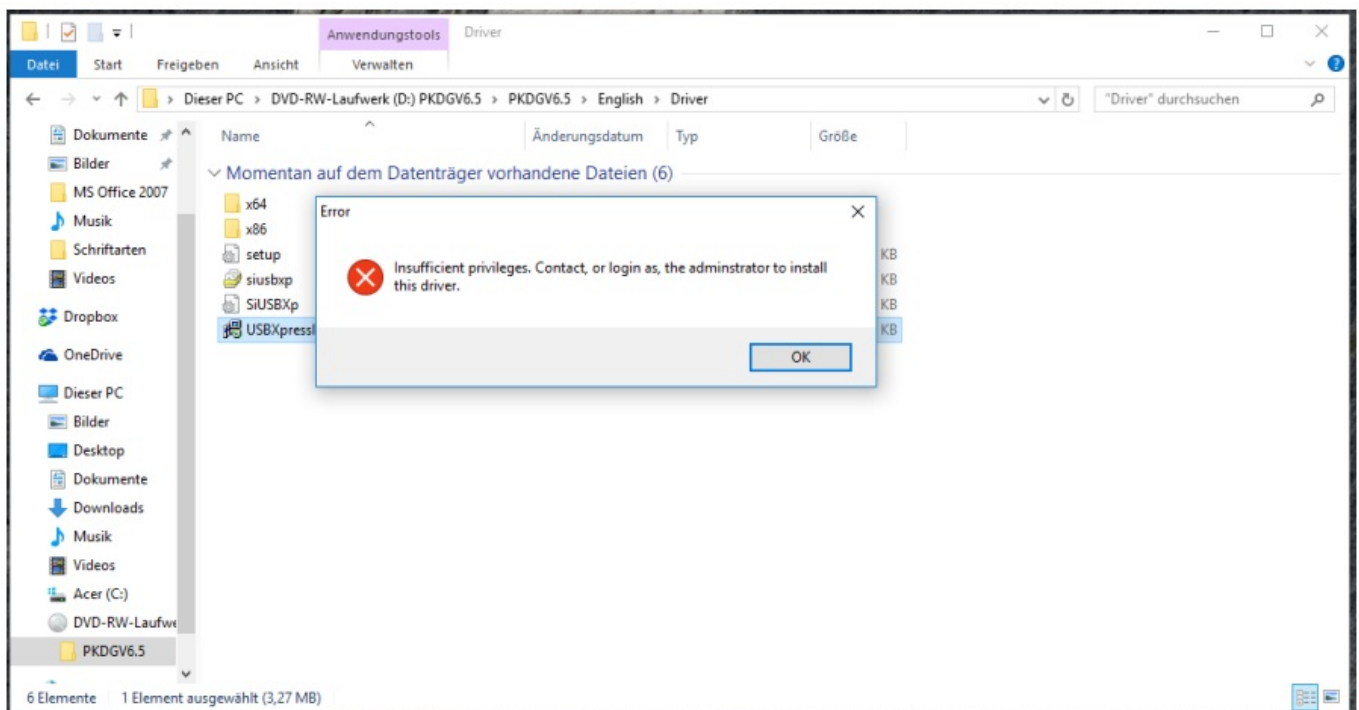 Anwendungstools Driver
Datei Start Freigeben Ansicht Verwalten
Dieser PC > DVD-RW-Laufwerk (D:) PKDGV6.5 > PKDGV6.5 > English > Driver
"Driver" durchsuchen
Dokumente
Bilder
MS Office 2007
Musik
Schriftarten
Videos
Dropbox
OneDrive
Dieser PC
Bilder
Desktop
Dokumente
Downloads
Musik
Videos
Acer (C:)
DVD-RW-Laufwe
PKDGV6.5
Name Änderungsdatum Typ Größe
Momentan auf dem Datenträger vorhandene Dateien (6)
x64
x86
setup KB
siusbxp KB
SiUSBXp KB
USBXpressI KB
Error
Insufficient privileges. Contact, or login as, the adminstrator to install
this driver.
OK
6 Elemente 1 Element ausgewählt (3,27 MB)